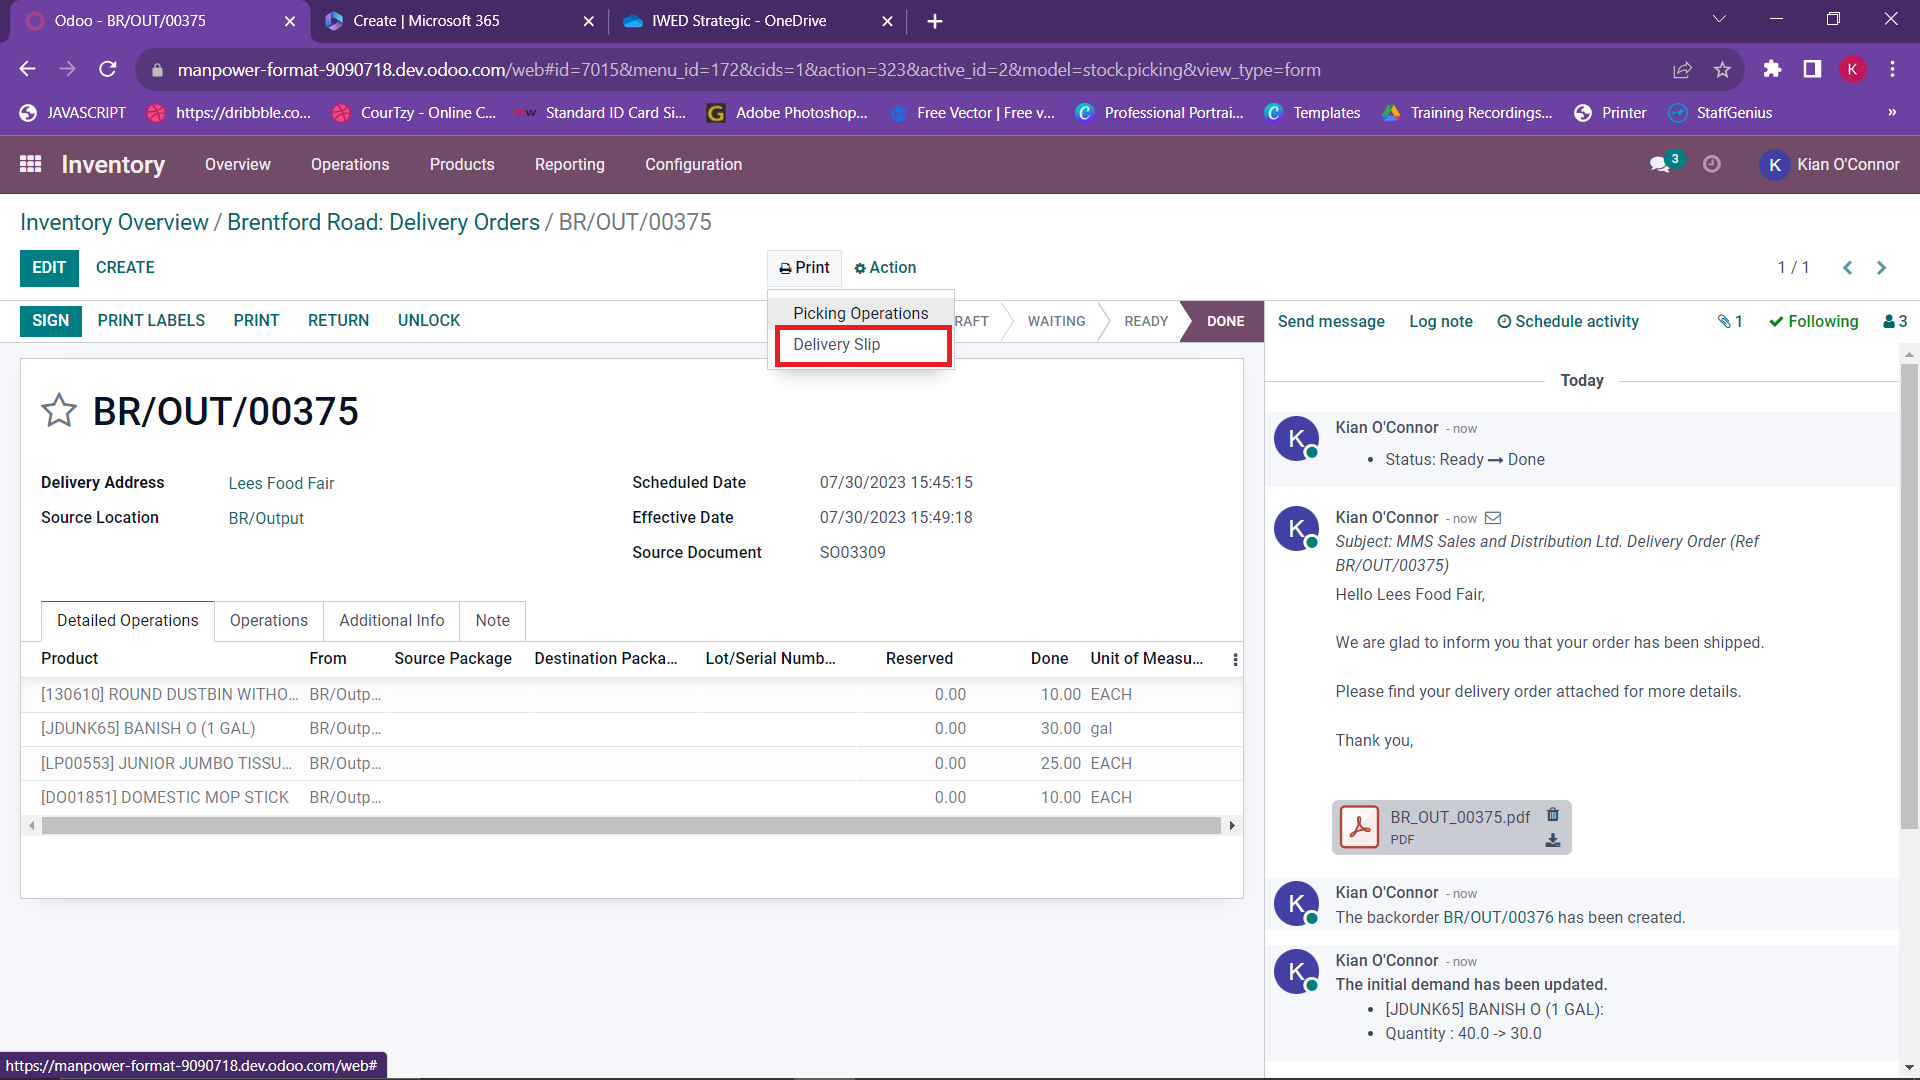 Odoo - BR/OUT/00375
Create | Microsoft 365
IWED Strategic - OneDrive
manpower-format-9090718.dev.odoo.com/web#id=7015&menu_id=172&cids=1&action=323&active_id=2&model=stock.picking&view_type=form
K
JAVASCRIPT
https://dribbble.co...
CourTzy - Online C...
Standard ID Card Si...
Adobe Photoshop...
Free Vector | Free v...
Professional Portrai...
Templates
Training Recordings...
Printer
StaffGenius
»
Inventory
Overview
Operations
Products
Reporting
Configuration
3
K
Kian O'Connor
Inventory Overview / Brentford Road: Delivery Orders / BR/OUT/00375
EDIT
CREATE
Print
Action
1 / 1
SIGN
PRINT LABELS
PRINT
RETURN
UNLOCK
Picking Operations
Delivery Slip
RAFT
WAITING
READY
DONE
Send message
Log note
Schedule activity
1
Following
3
Today
BR/OUT/00375
Delivery Address
Lees Food Fair
Source Location
BR/Output
Scheduled Date
07/30/2023 15:45:15
Effective Date
07/30/2023 15:49:18
Source Document
SO03309
Detailed Operations
Operations
Additional Info
Note
Product From Source Package Destination Packa... Lot/Serial Numb... Reserved Done Unit of Measu...
[130610] ROUND DUSTBIN WITHO... BR/Outp... 0.00 10.00 EACH
[JDUNK65] BANISH O (1 GAL) BR/Outp... 0.00 30.00 gal
[LP00553] JUNIOR JUMBO TISSU... BR/Outp... 0.00 25.00 EACH
[DO01851] DOMESTIC MOP STICK BR/Outp... 0.00 10.00 EACH
K
Kian O'Connor - now
Status: Ready → Done
K
Kian O'Connor - now
Subject: MMS Sales and Distribution Ltd. Delivery Order (Ref
BR/OUT/00375)
Hello Lees Food Fair,
We are glad to inform you that your order has been shipped.
Please find your delivery order attached for more details.
Thank you,
BR_OUT_00375.pdf
PDF
K
Kian O'Connor - now
The backorder BR/OUT/00376 has been created.
K
Kian O'Connor - now
The initial demand has been updated.
[JDUNK65] BANISH O (1 GAL):
Quantity : 40.0 -> 30.0
https://manpower-format-9090718.dev.odoo.com/web#